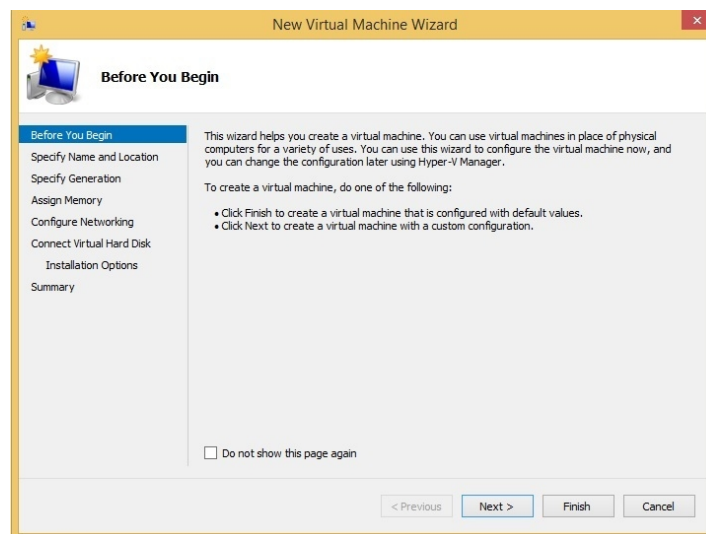 New Virtual Machine Wizard
Before You Begin
Before You Begin
Specify Name and Location
Specify Generation
Assign Memory
Configure Networking
Connect Virtual Hard Disk
Installation Options
Summary
This wizard helps you create a virtual machine. You can use virtual machines in place of physical
computers for a variety of uses. You can use this wizard to configure the virtual machine now, and
you can change the configuration later using Hyper-V Manager.
To create a virtual machine, do one of the following:
• Click Finish to create a virtual machine that is configured with default values.
• Click Next to create a virtual machine with a custom configuration.
Do not show this page again
< Previous
Next >
Finish
Cancel